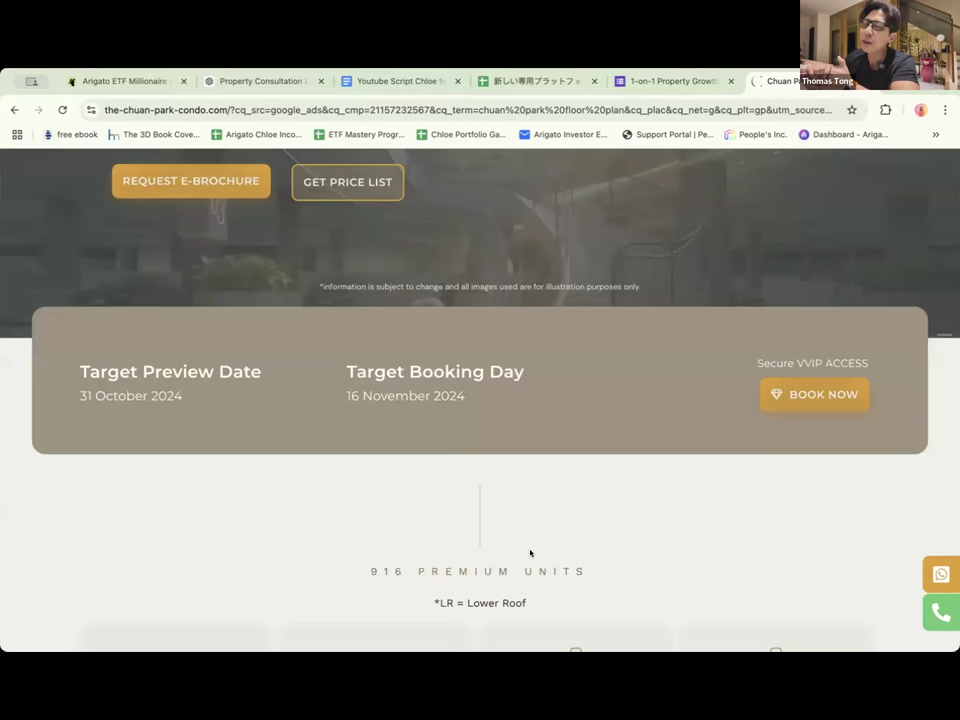 Thomas Tong
Arigato ETF Millionaire
Property Consultation
Youtube Script Chloe f
新しい専用プラットフォ
1-on-1 Property Growt
Chuan P
the-chuan-park-condo.com/?cq_src=google_ads&cq_cmp=21157232567&cq_term=chuan%20park%20floor%20plan&cq_plac&cq_net=g&cq_plt=gp&utm_source...
free ebook
The 3D Book Cove...
Arigato Chloe Inco...
ETF Mastery Progr...
Chloe Portfolio Ga...
Arigato Investor E...
Support Portal | Pe...
People's Inc.
Dashboard - Ariga...
REQUEST E-BROCHURE
GET PRICE LIST
*information is subject to change and all images used are for illustration purposes only.
Target Preview Date
31 October 2024
Target Booking Day
16 November 2024
Secure VVIP ACCESS
BOOK NOW
916 PREMIUM UNITS
*LR = Lower Roof